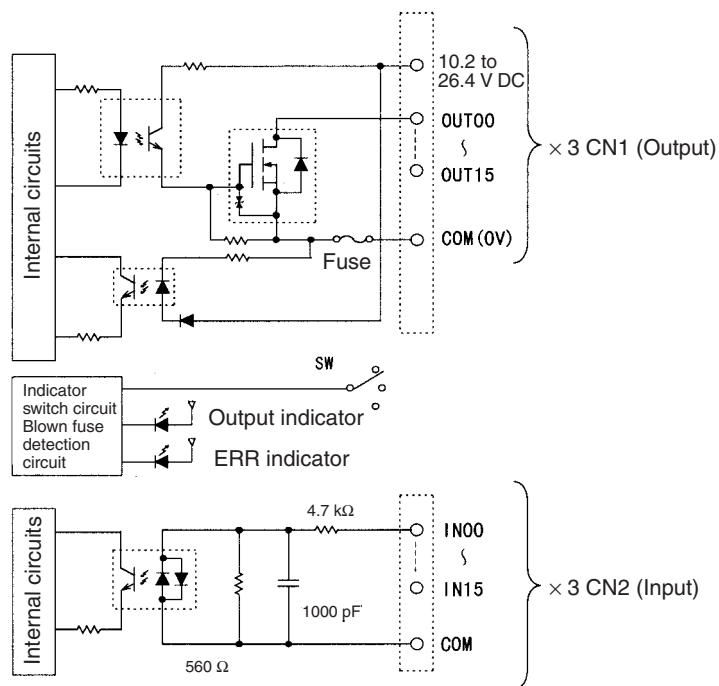 10.2 to
26.4 V DC
OUT00
∫
OUT15
COM (0V)
× 3 CN1 (Output)
Internal circuits
Fuse
SW
Indicator
switch circuit
Blown fuse
detection
circuit
Output indicator
ERR indicator
Internal circuits
4.7 kΩ
1000 pF
560 Ω
IN00
∫
IN15
COM
× 3 CN2 (Input)